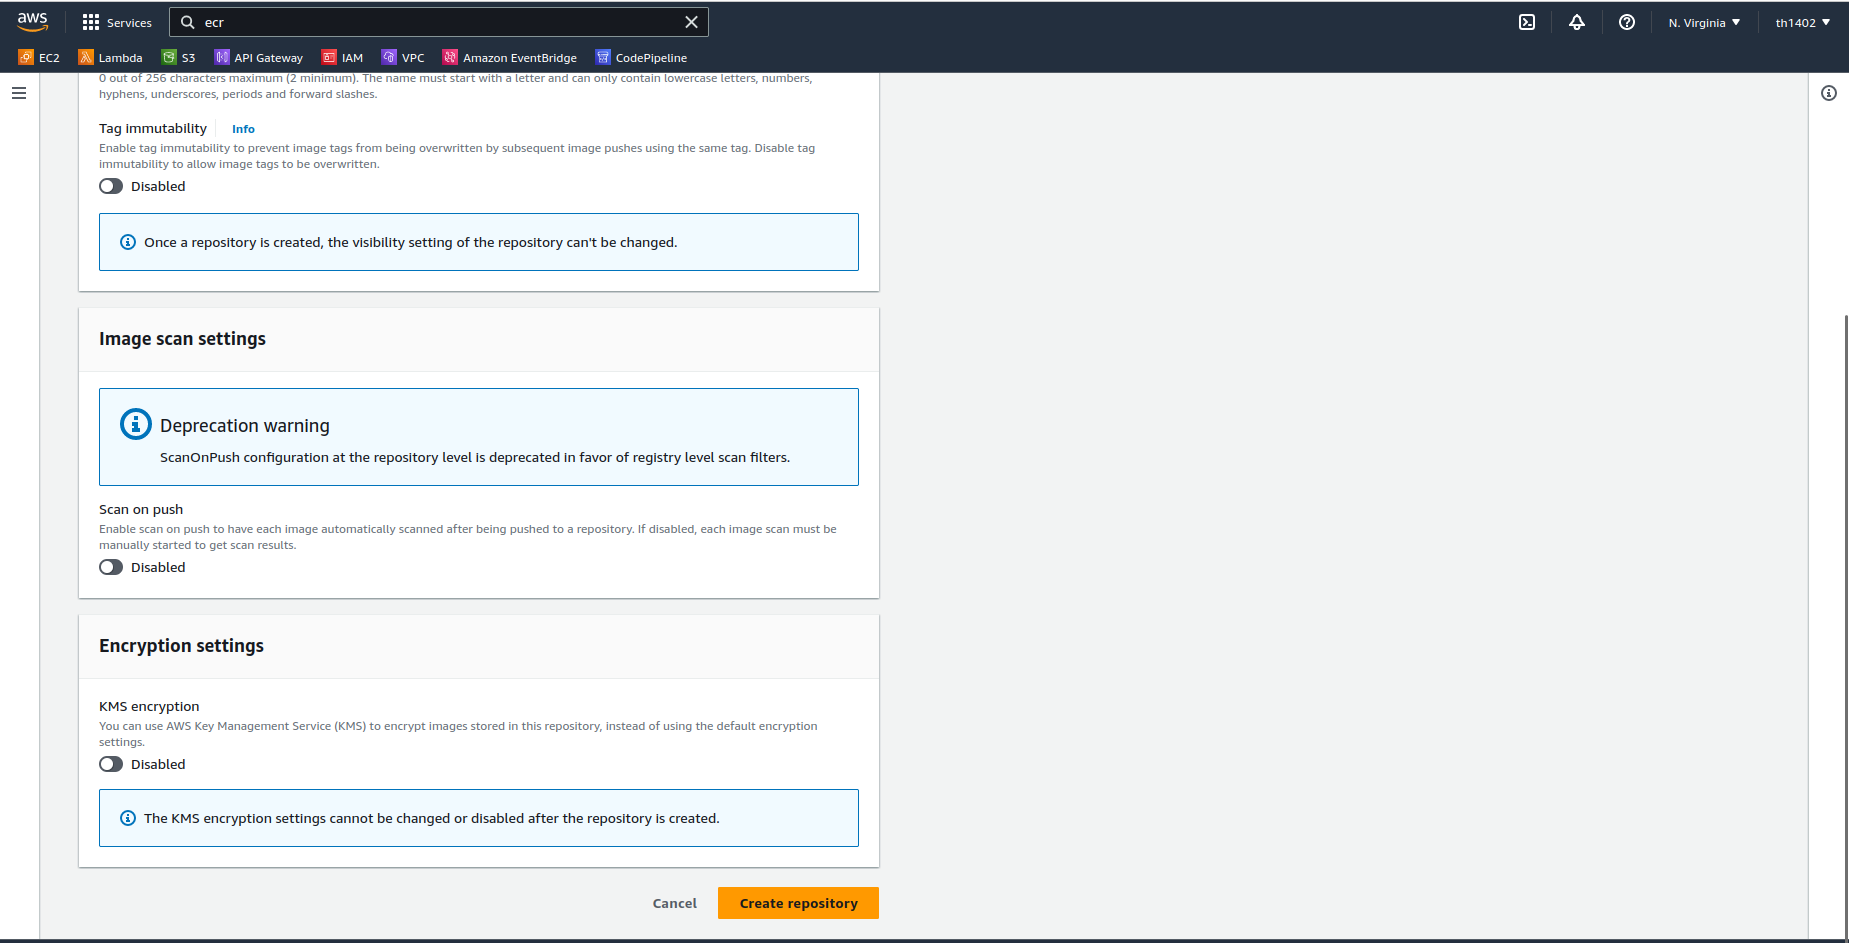 aws
Services
ecr
N. Virginia
th1402
EC2 Lambda S3 API Gateway IAM VPC Amazon EventBridge CodePipeline
0 out of 256 characters maximum (2 minimum). The name must start with a letter and can only contain lowercase letters, numbers,
hyphens, underscores, periods and forward slashes.
Tag immutability Info
Enable tag immutability to prevent image tags from being overwritten by subsequent image pushes using the same tag. Disable tag
immutability to allow image tags to be overwritten.
Disabled
Once a repository is created, the visibility setting of the repository can't be changed.
Image scan settings
Deprecation warning
ScanOnPush configuration at the repository level is deprecated in favor of registry level scan filters.
Scan on push
Enable scan on push to have each image automatically scanned after being pushed to a repository. If disabled, each image scan must be
manually started to get scan results.
Disabled
Encryption settings
KMS encryption
You can use AWS Key Management Service (KMS) to encrypt images stored in this repository, instead of using the default encryption
settings.
Disabled
The KMS encryption settings cannot be changed or disabled after the repository is created.
Cancel Create repository